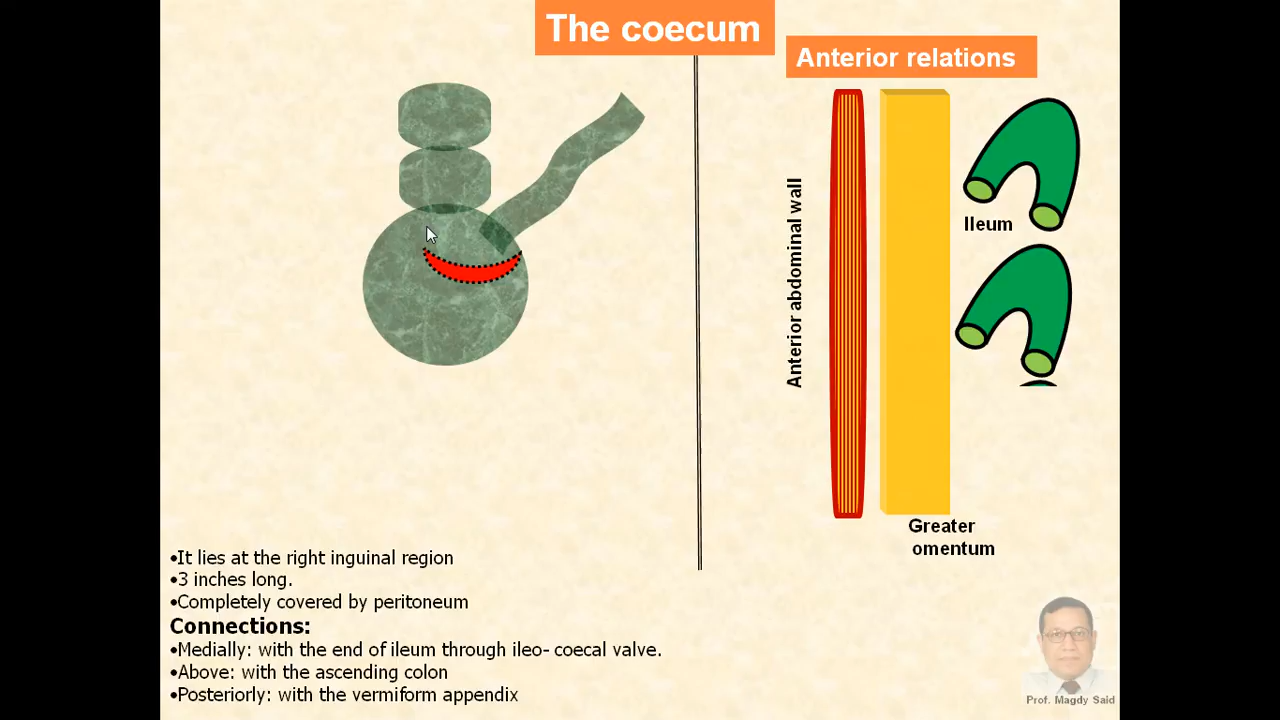 The coecum
Anterior relations
Anterior abdominal wall
Ileum
Greater
omentum
•It lies at the right inguinal region
•3 inches long.
•Completely covered by peritoneum
Connections:
•Medially: with the end of ileum through ileo- coecal valve.
•Above: with the ascending colon
•Posteriorly: with the vermiform appendix
Prof. Magdy Said